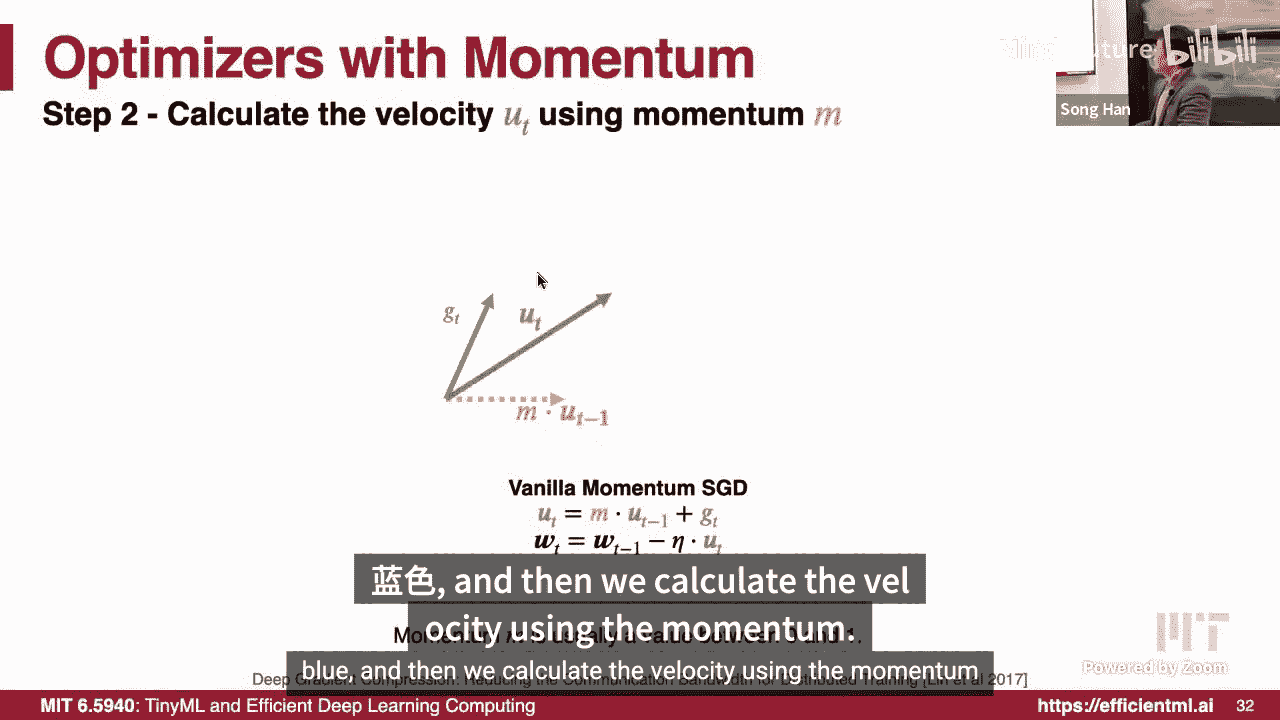 Optimizers with Momentum
Step 2 - Calculate the velocity uₜ using momentum m
bilibili
Song Han
gₜ
uₜ
m · uₜ₋₁
Vanilla Momentum SGD
uₜ = m · uₜ₋₁ + gₜ
wₜ = wₜ₋₁ − η · uₜ
蓝色, and then we calculate the vel
ocity using the momentum.
blue, and then we calculate the velocity using the momentum
MIT
Powered by Zoom
MIT 6.5940: TinyML and Efficient Deep Learning Computing
https://efficientml.ai
32